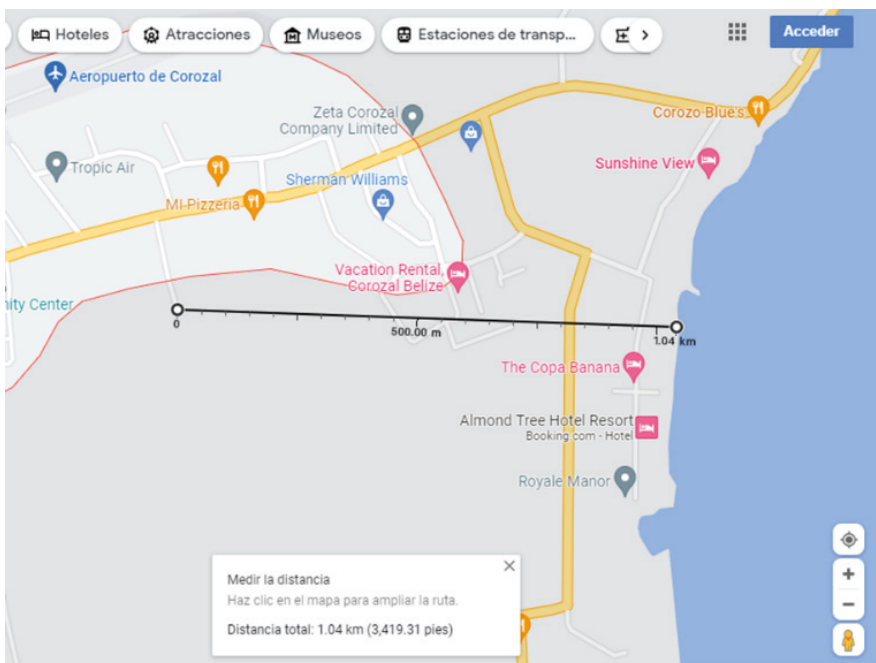 Hoteles
Atracciones
Museos
Estaciones de transp...
Acceder
Aeropuerto de Corozal
Zeta Corozal
Company Limited
Corozo Blue's
Tropic Air
Sunshine View
Sherman Williams
MI Pizzeria
Vacation Rental,
Corozal Belize
ity Center
0
500.00 m
1.04 km
The Copa Banana
Almond Tree Hotel Resort
Booking.com - Hotel
Royale Manor
Medir la distancia
Haz clic en el mapa para ampliar la ruta.
Distancia total: 1.04 km (3,419.31 pies)